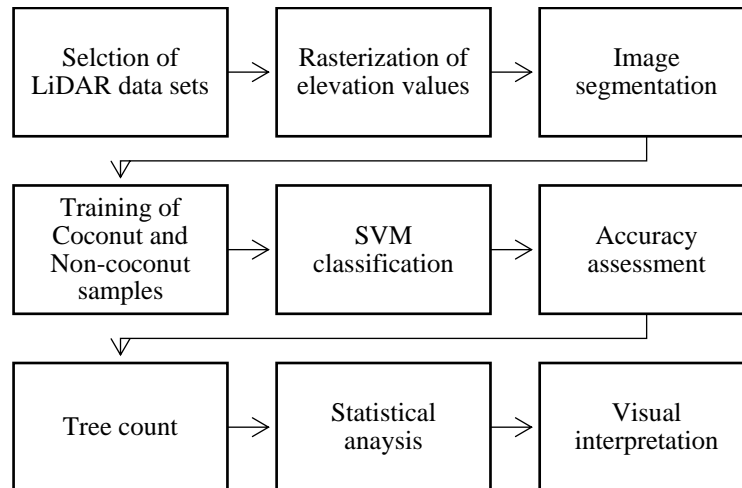 Selction of
LiDAR data sets
Rasterization of
elevation values
Image
segmentation
Training of
Coconut and
Non-coconut
samples
SVM
classification
Accuracy
assessment
Tree count
Statistical
anaysis
Visual
interpretation